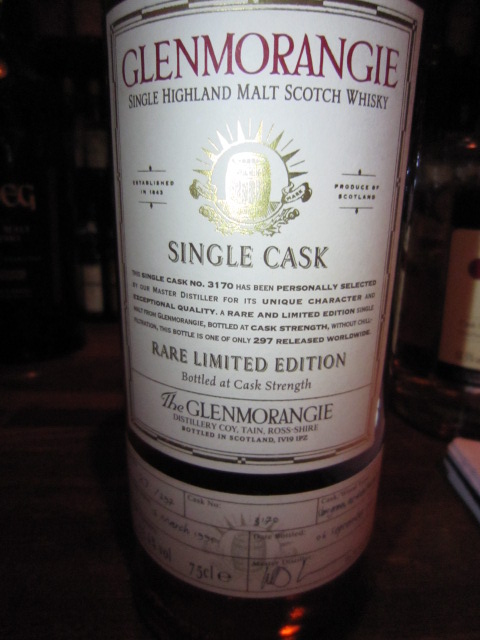 GLENMORANGIE
SINGLE HIGHLAND MALT SCOTCH WHISKY
ESTABLISHED
IN 1843
PRODUCE OF
SCOTLAND
SINGLE CASK
THIS SINGLE CASK NO. 3170 HAS BEEN PERSONALLY SELECTED
BY OUR MASTER DISTILLER FOR ITS UNIQUE CHARACTER AND
EXCEPTIONAL QUALITY. A RARE AND LIMITED EDITION SINGLE
MALT FROM GLENMORANGIE, BOTTLED AT CASK STRENGTH, WITHOUT CHILL-
FILTRATION, THIS BOTTLE IS ONE OF ONLY 297 RELEASED WORLDWIDE.
RARE LIMITED EDITION
Bottled at Cask Strength
The GLENMORANGIE
DISTILLERY COY, TAIN, ROSS-SHIRE
BOTTLED IN SCOTLAND, IV19 1PZ
Cask No:
3170
Date Bottled:
75cl e
EG